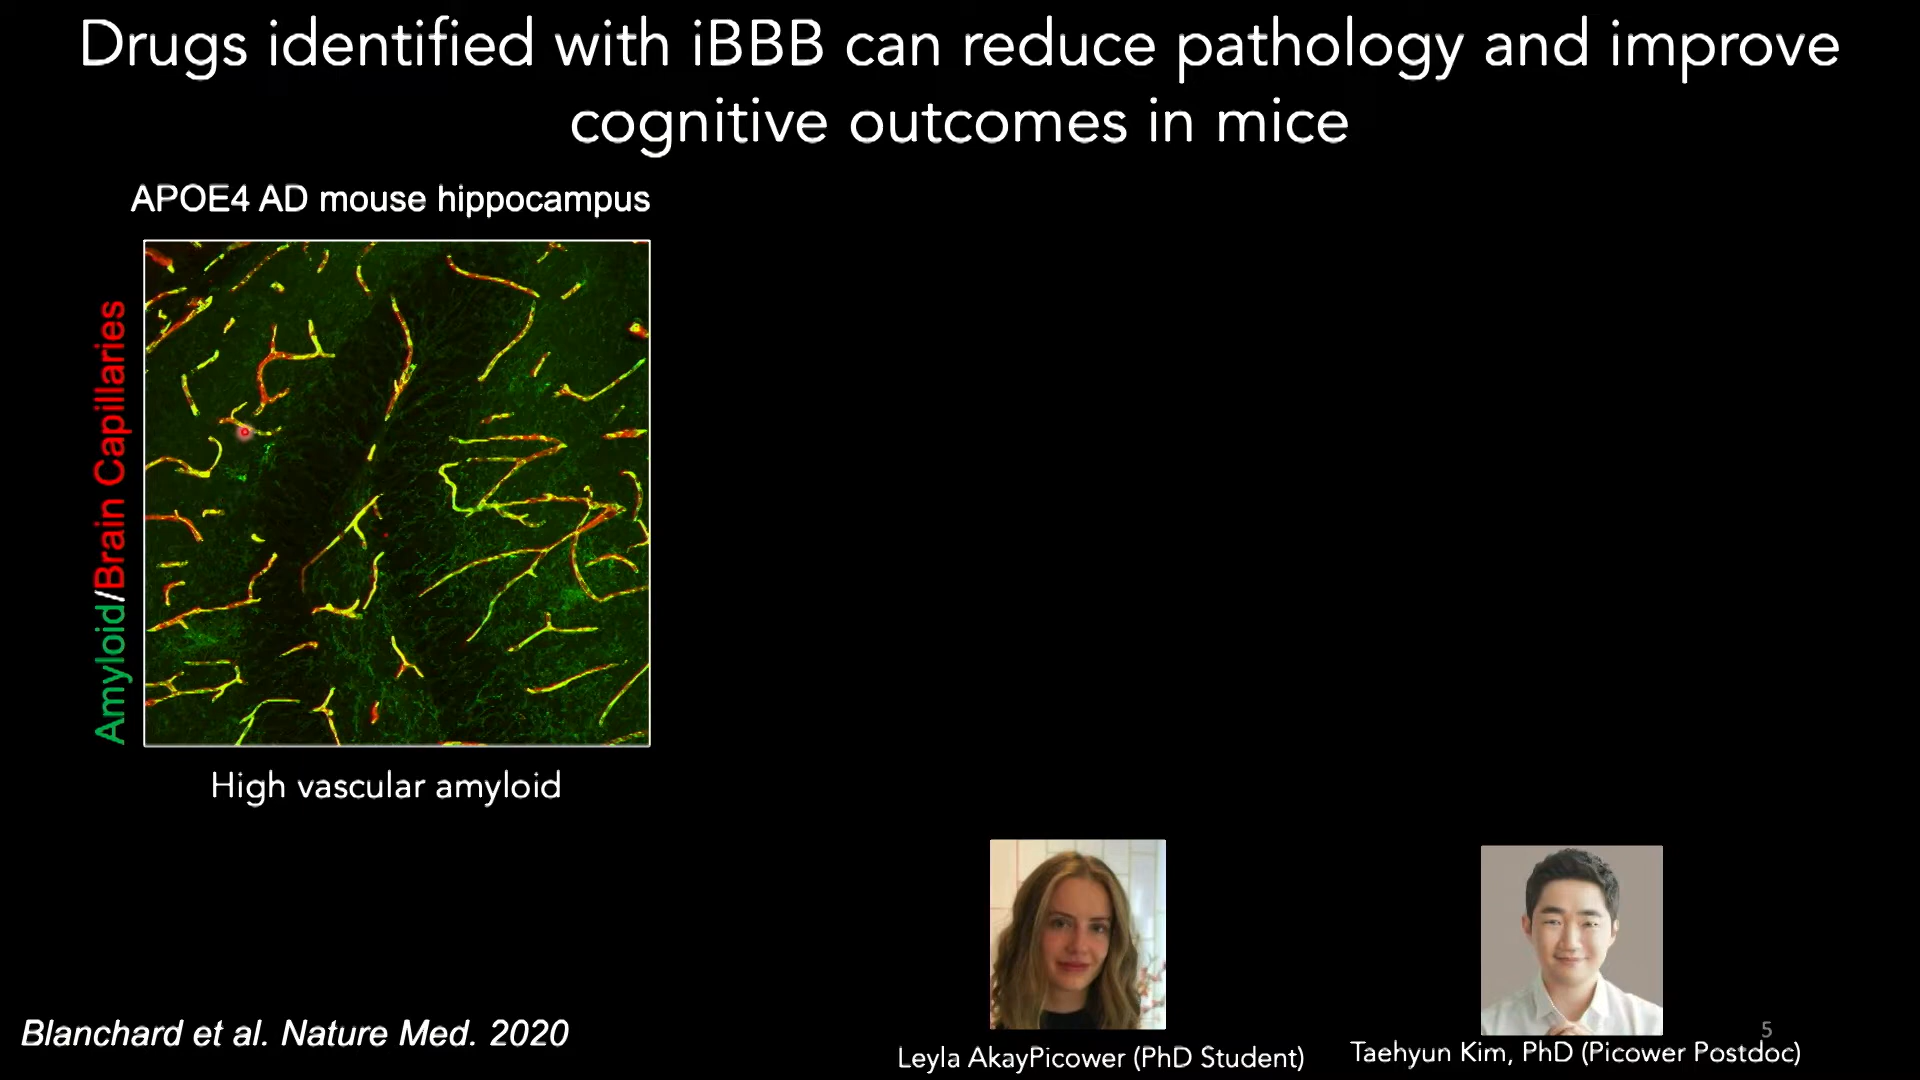 Drugs identified with iBBB can reduce pathology and improve
cognitive outcomes in mice
APOE4 AD mouse hippocampus
Amyloid/Brain Capillaries
High vascular amyloid
Blanchard et al. Nature Med. 2020
Leyla AkayPicower (PhD Student)
Taehyun Kim, PhD (Picower Postdoc)
5